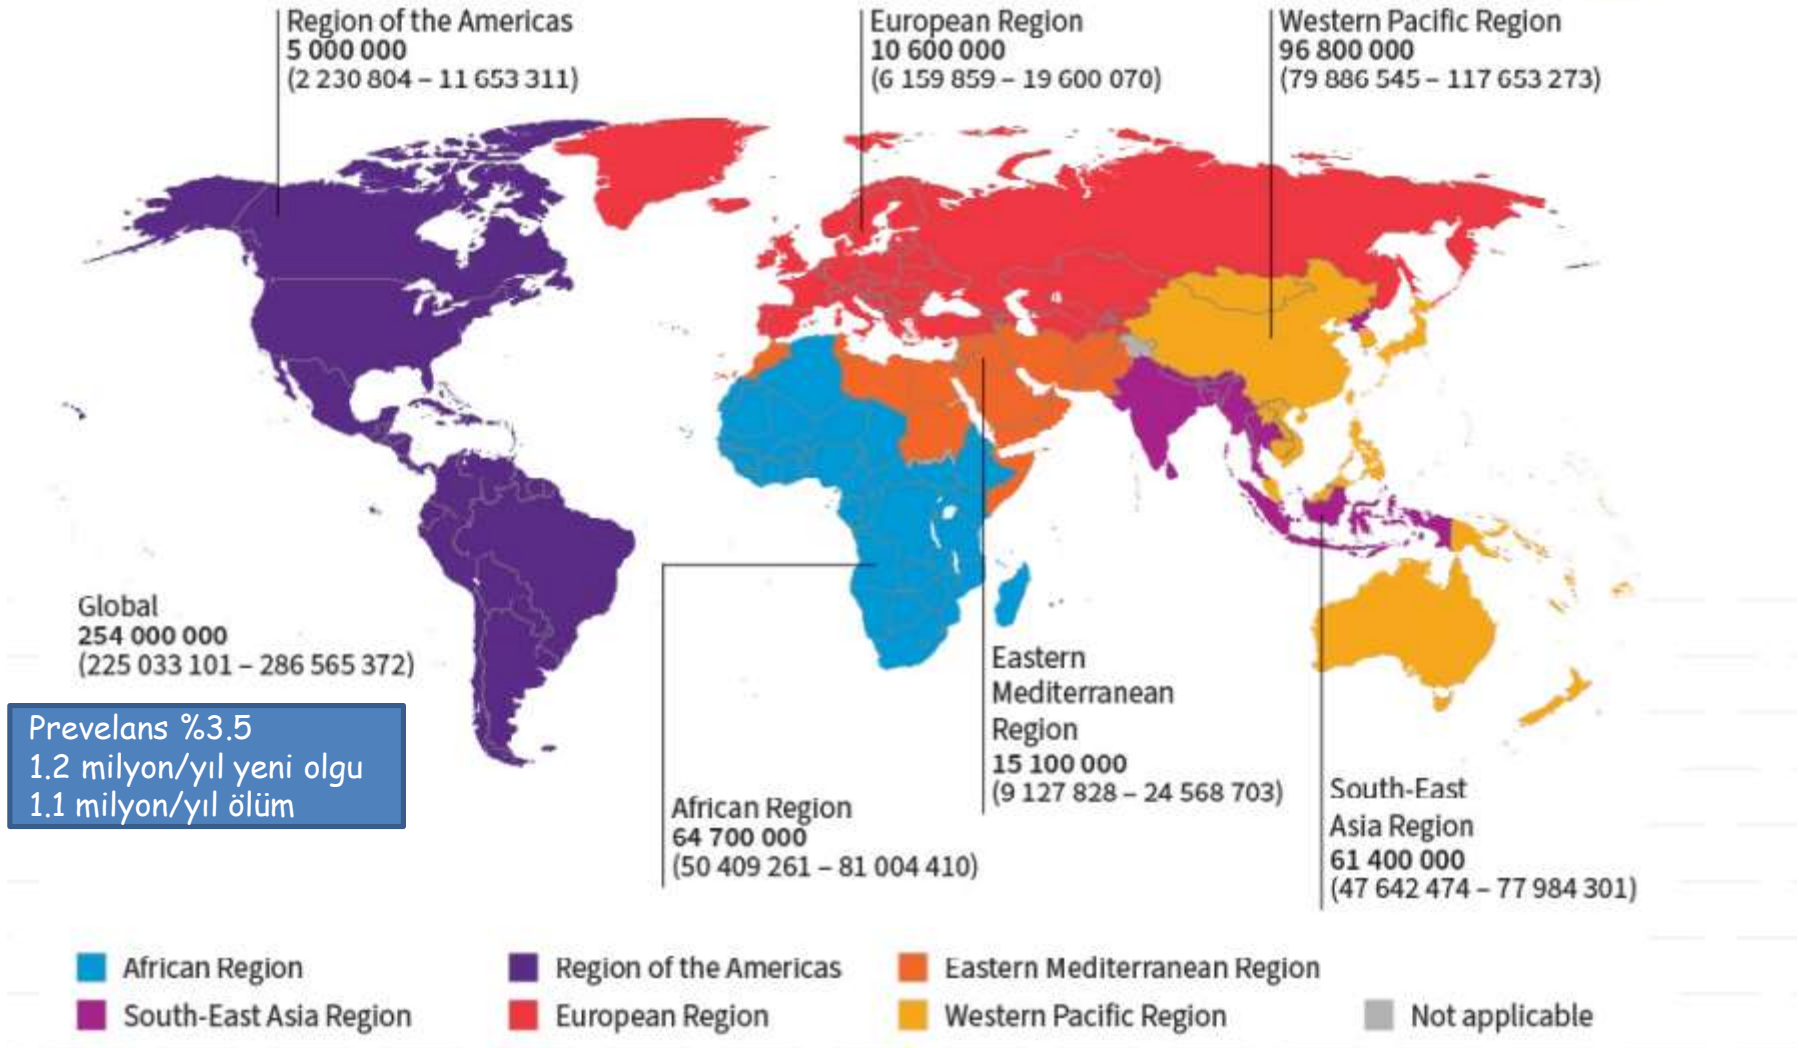 Region of the Americas
5 000 000
(2 230 804 – 11 653 311)
European Region
10 600 000
(6 159 859 – 19 600 070)
Western Pacific Region
96 800 000
(79 886 545 – 117 653 273)
Global
254 000 000
(225 033 101 – 286 565 372)
Prevelans %3.5
1.2 milyon/yıl yeni olgu
1.1 milyon/yıl ölüm
African Region
64 700 000
(50 409 261 – 81 004 410)
Eastern
Mediterranean
Region
15 100 000
(9 127 828 – 24 568 703)
South-East
Asia Region
61 400 000
(47 642 474 – 77 984 301)
African Region
Region of the Americas
Eastern Mediterranean Region
South-East Asia Region
European Region
Western Pacific Region
Not applicable